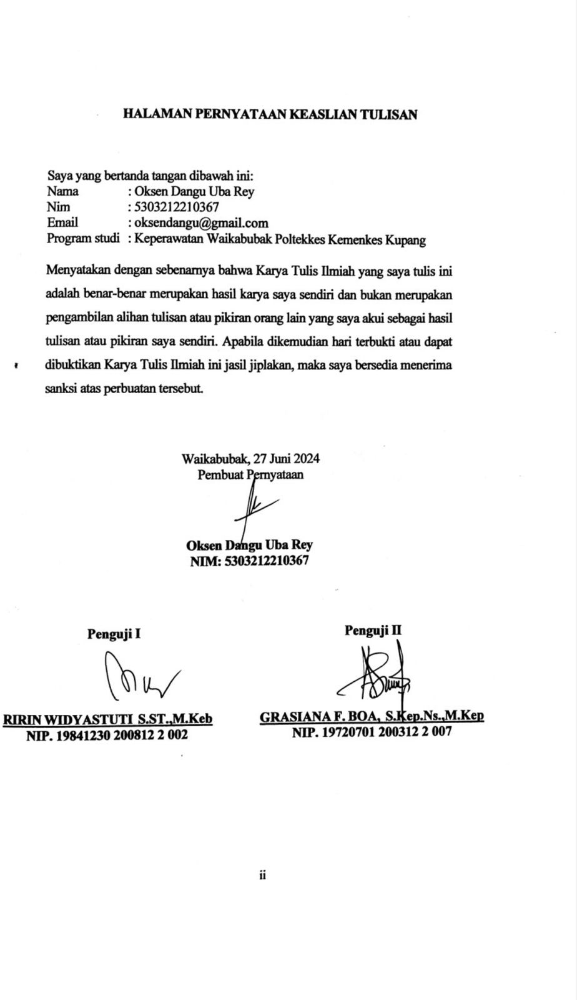 HALAMAN PERNYATAAN KEASLIAN TULISAN
Saya yang bertanda tangan dibawah ini:
Nama : Oksen Dangu Uba Rey
Nim : 5303212210367
Email : oksendangu@gmail.com
Program studi : Keperawatan Waikabubak Poltekkes Kemenkes Kupang
Menyatakan dengan sebenarnya bahwa Karya Tulis Ilmiah yang saya tulis ini
adalah benar-benar merupakan hasil karya saya sendiri dan bukan merupakan
pengambilan alihan tulisan atau pikiran orang lain yang saya akui sebagai hasil
tulisan atau pikiran saya sendiri. Apabila dikemudian hari terbukti atau dapat
dibuktikan Karya Tulis Ilmiah ini jasil jiplakan, maka saya bersedia menerima
sanksi atas perbuatan tersebut.
Waikabubak, 27 Juni 2024
Pembuat Pernyataan
Oksen Dangu Uba Rey
NIM: 5303212210367
Penguji I
RIRIN WIDYASTUTI S.ST.,M.Keb
NIP. 19841230 200812 2 002
Penguji II
GRASIANA F. BOA, S.Kep.Ns.,M.Kep
NIP. 19720701 200312 2 007
ii